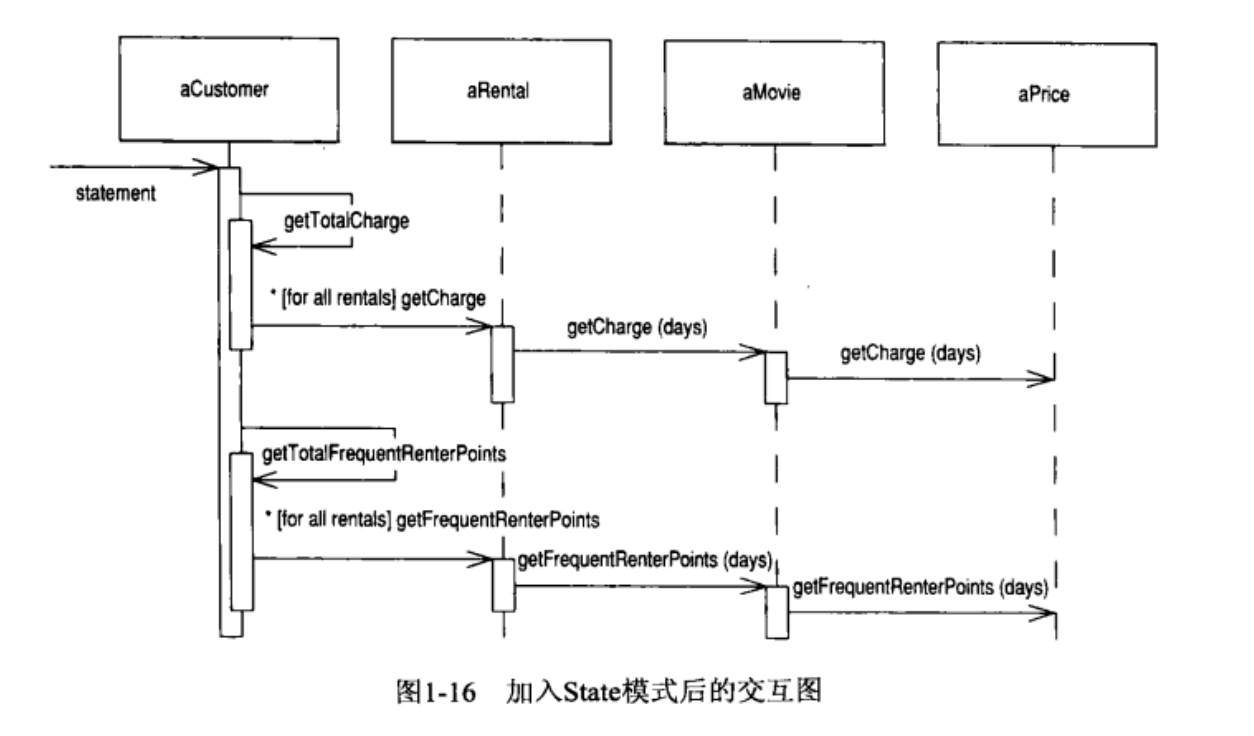 aCustomer
aRental
aMovie
aPrice
statement
getTotalCharge
* [for all rentals] getCharge
getCharge (days)
getCharge (days)
getTotalFrequentRenterPoints
* [for all rentals] getFrequentRenterPoints
getFrequentRenterPoints (days)
getFrequentRenterPoints (days)
图1-16 加入State模式后的交互图